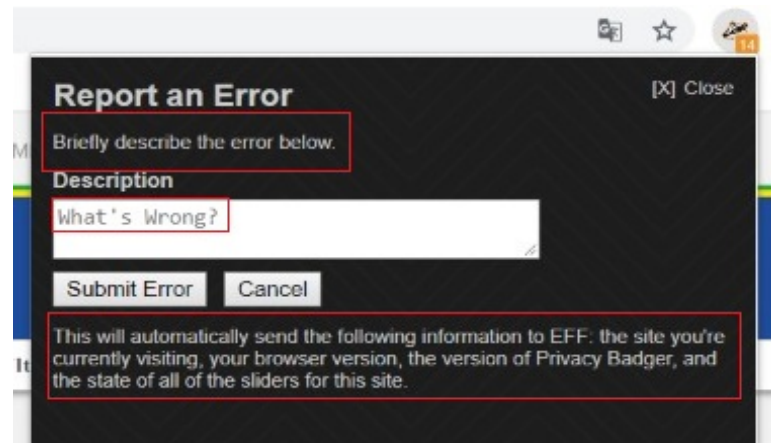 14
Report an Error
[X] Close
Briefly describe the error below.
Description
What's Wrong?
Submit Error
Cancel
This will automatically send the following information to EFF: the site you're
currently visiting, your browser version, the version of Privacy Badger, and
the state of all of the sliders for this site.